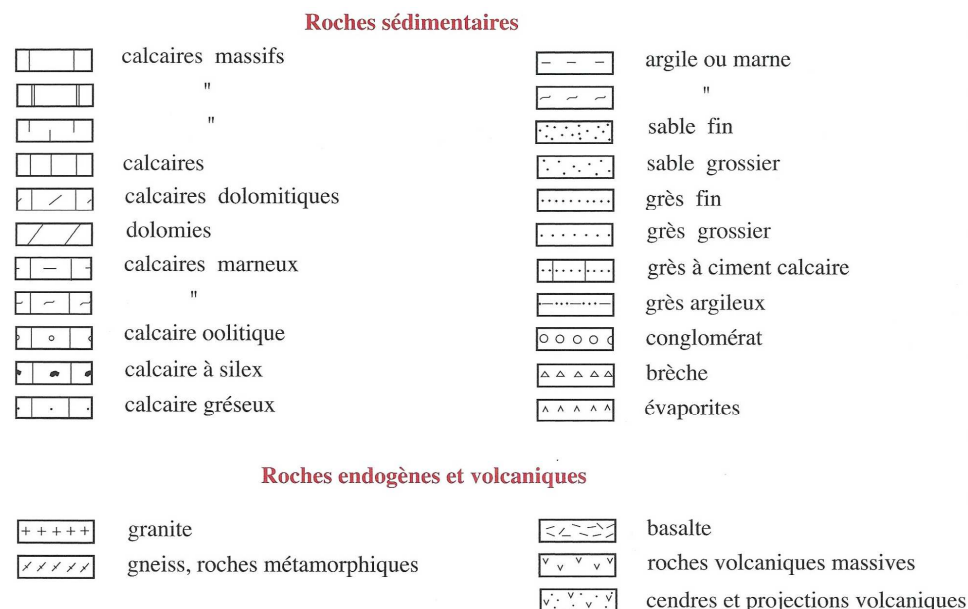 Roches sédimentaires
calcaires massifs
"
"
calcaires
calcaires dolomitiques
dolomies
calcaires marneux
"
calcaire oolitique
calcaire à silex
calcaire gréseux
argile ou marne
"
sable fin
sable grossier
grès fin
grès grossier
grès à ciment calcaire
grès argileux
conglomérat
brèche
évaporites
Roches endogènes et volcaniques
granite
gneiss, roches métamorphiques
basalte
roches volcaniques massives
cendres et projections volcaniques